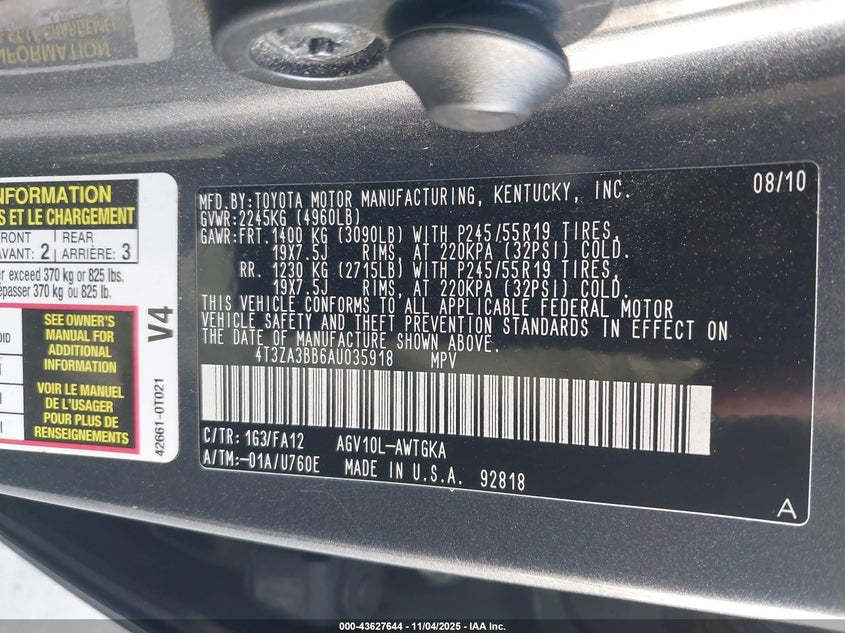 INFORMATION
NFORMATION
S ET LE CHARGEMENT
FRONT
AVANT: 2
REAR
ARRIÈRE: 3
er exceed 370 kg or 825 lbs.
épasser 370 kg ou 825 lb.
SEE OWNER'S
MANUAL FOR
ADDITIONAL
INFORMATION
VOIR LE MANUEL
DE L'USAGER
POUR PLUS DE
RENSEIGNEMENTS
V4
42661-0T021
08/10
MFD.BY:TOYOTA MOTOR MANUFACTURING, KENTUCKY, INC.
GVWR:2245KG (4960LB)
GAWR:FRT.1400 KG (3090LB) WITH P245/55R19 TIRES,
19X7.5J RIMS, AT 220KPA (32PSI) COLD.
RR. 1230 KG (2715LB) WITH P245/55R19 TIRES,
19X7.5J RIMS, AT 220KPA (32PSI) COLD.
THIS VEHICLE CONFORMS TO ALL APPLICABLE FEDERAL MOTOR
VEHICLE SAFETY AND THEFT PREVENTION STANDARDS IN EFFECT ON
THE DATE OF MANUFACTURE SHOWN ABOVE.
4T3ZA3BB6AU035918 MPV
C/TR: 1G3/FA12 AGV10L-AWTGKA
A/TM:-01A/U760E MADE IN U.S.A. 92818
A
000-43627644 - 11/04/2025 - IAA Inc.